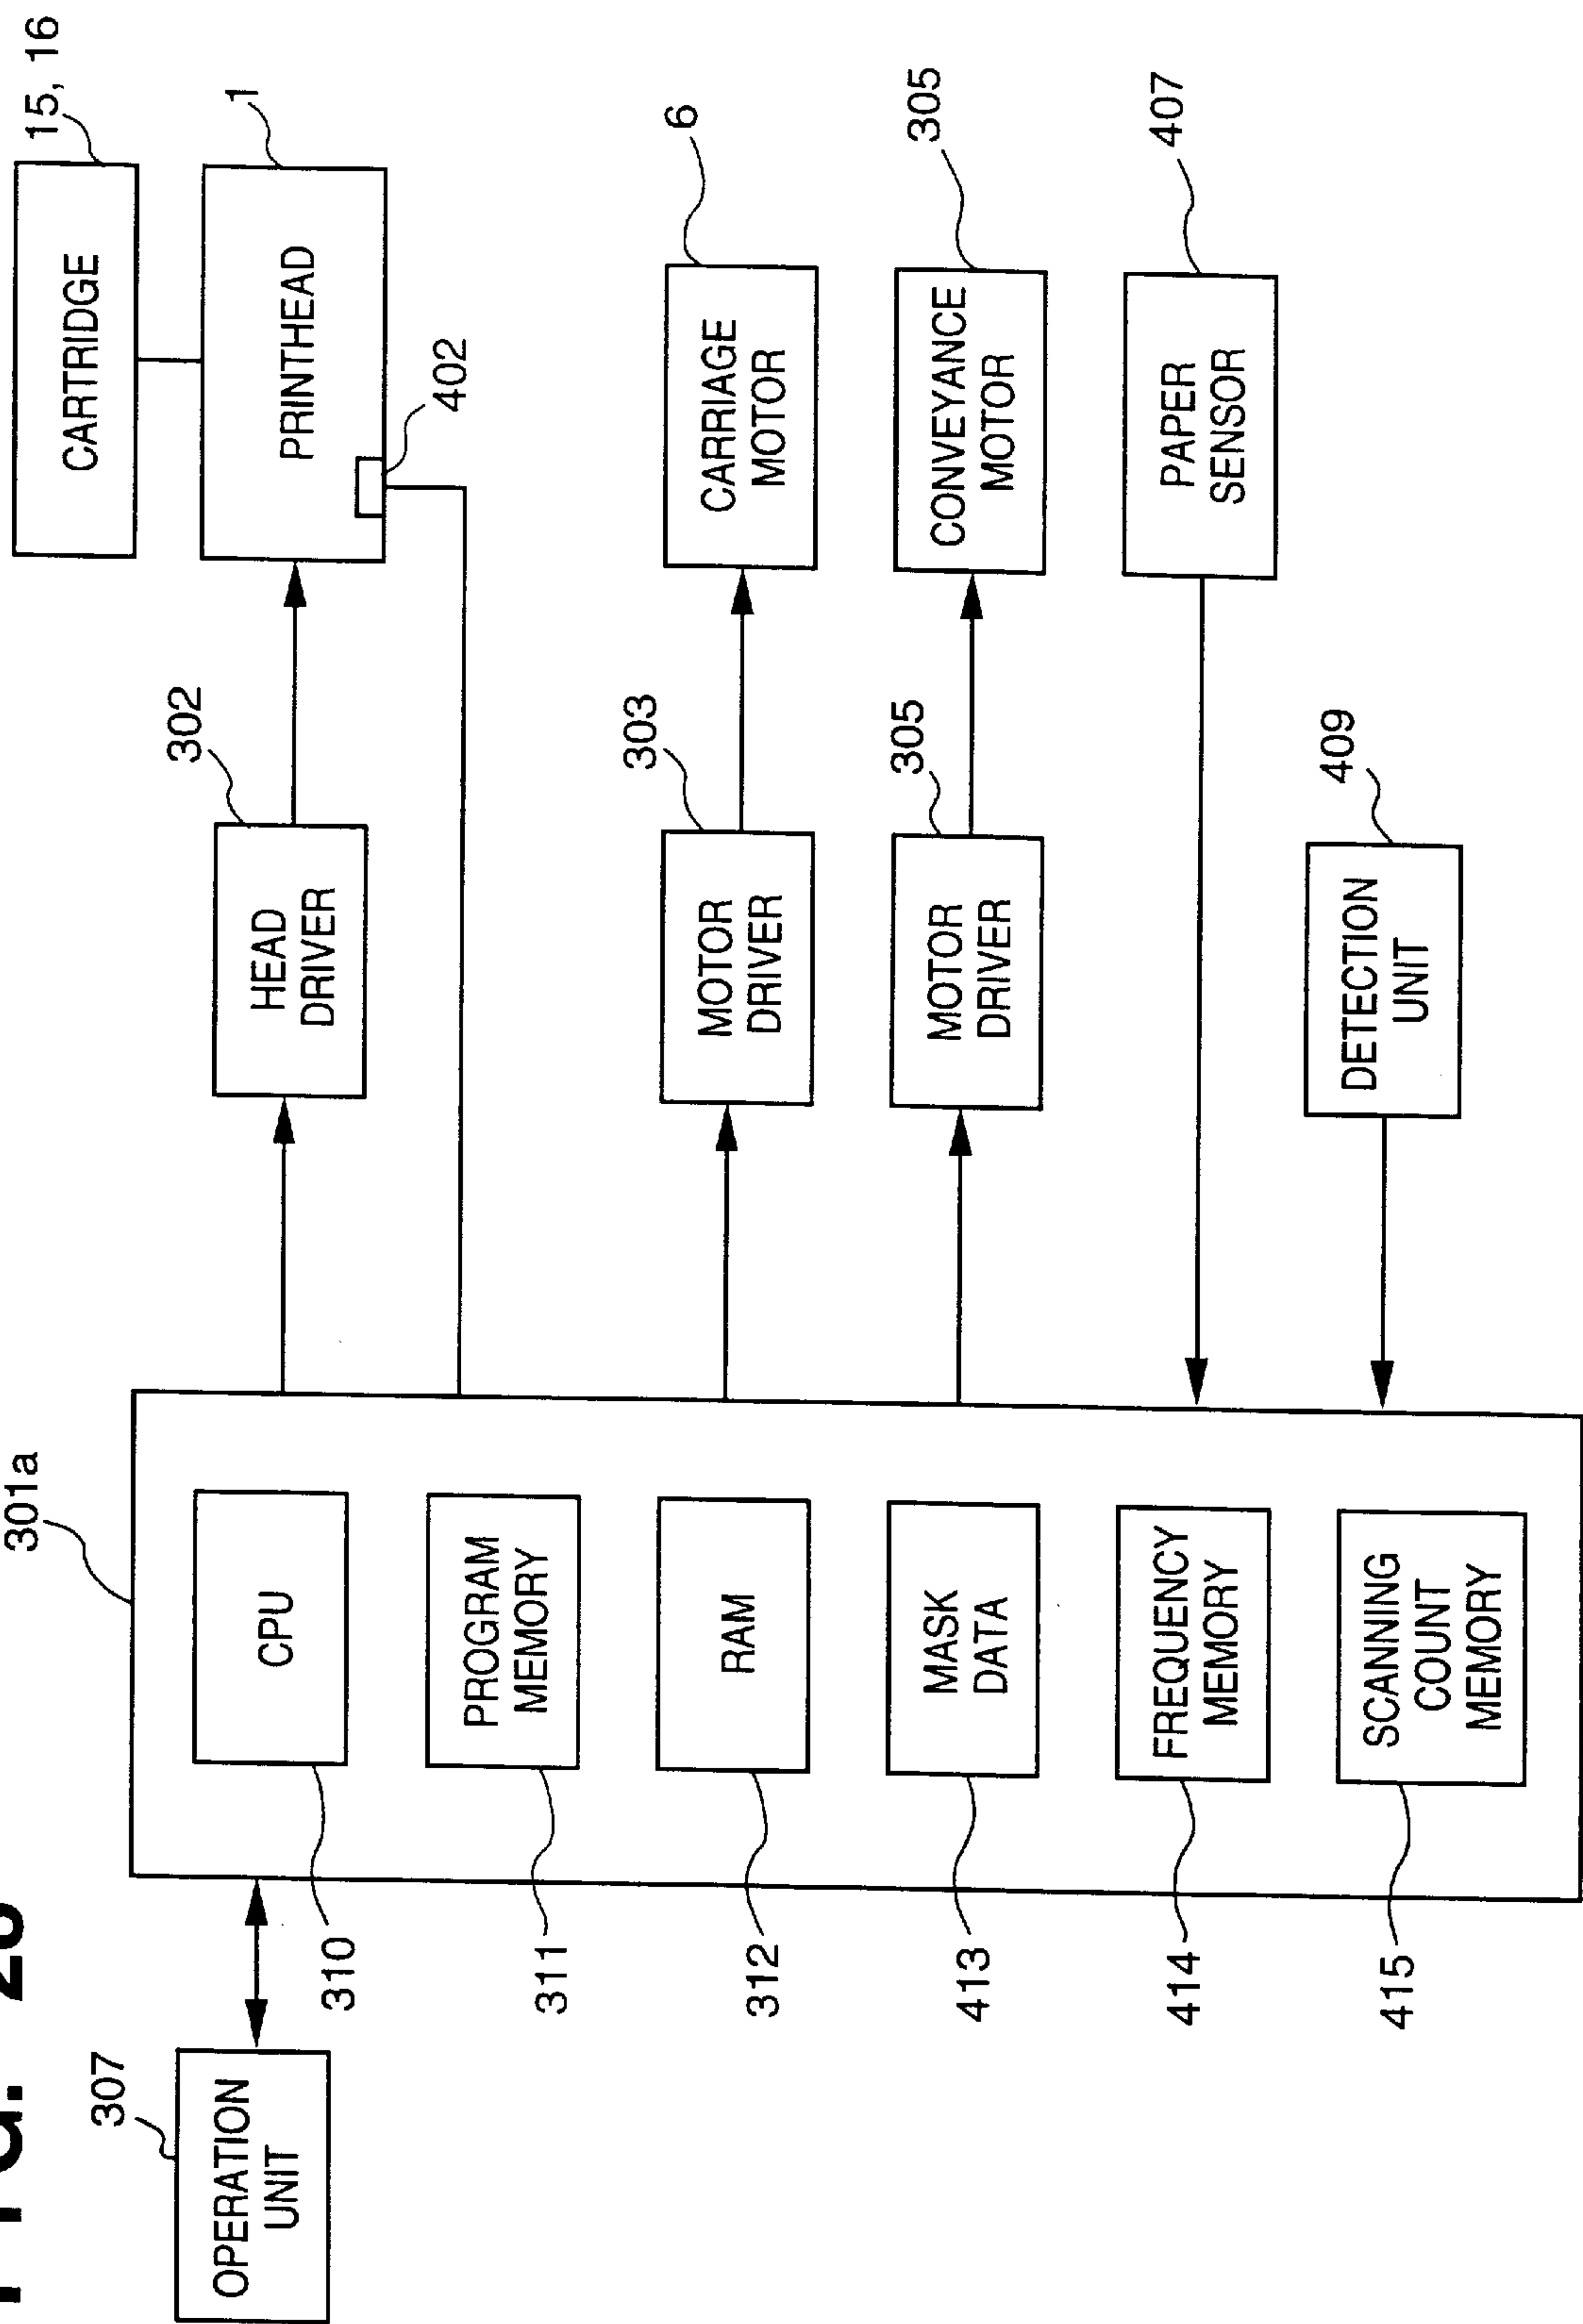 FIG.
301a
15, 16
CARTRIDGE
307
OPERATION
UNIT
310
CPU
302
HEAD
DRIVER
1
PRINTHEAD
402
311
PROGRAM
MEMORY
312
RAM
303
MOTOR
DRIVER
6
CARRIAGE
MOTOR
413
MASK
DATA
305
MOTOR
DRIVER
305
CONVEYANCE
MOTOR
414
FREQUENCY
MEMORY
407
PAPER
SENSOR
415
SCANNING
COUNT
MEMORY
409
DETECTION
UNIT